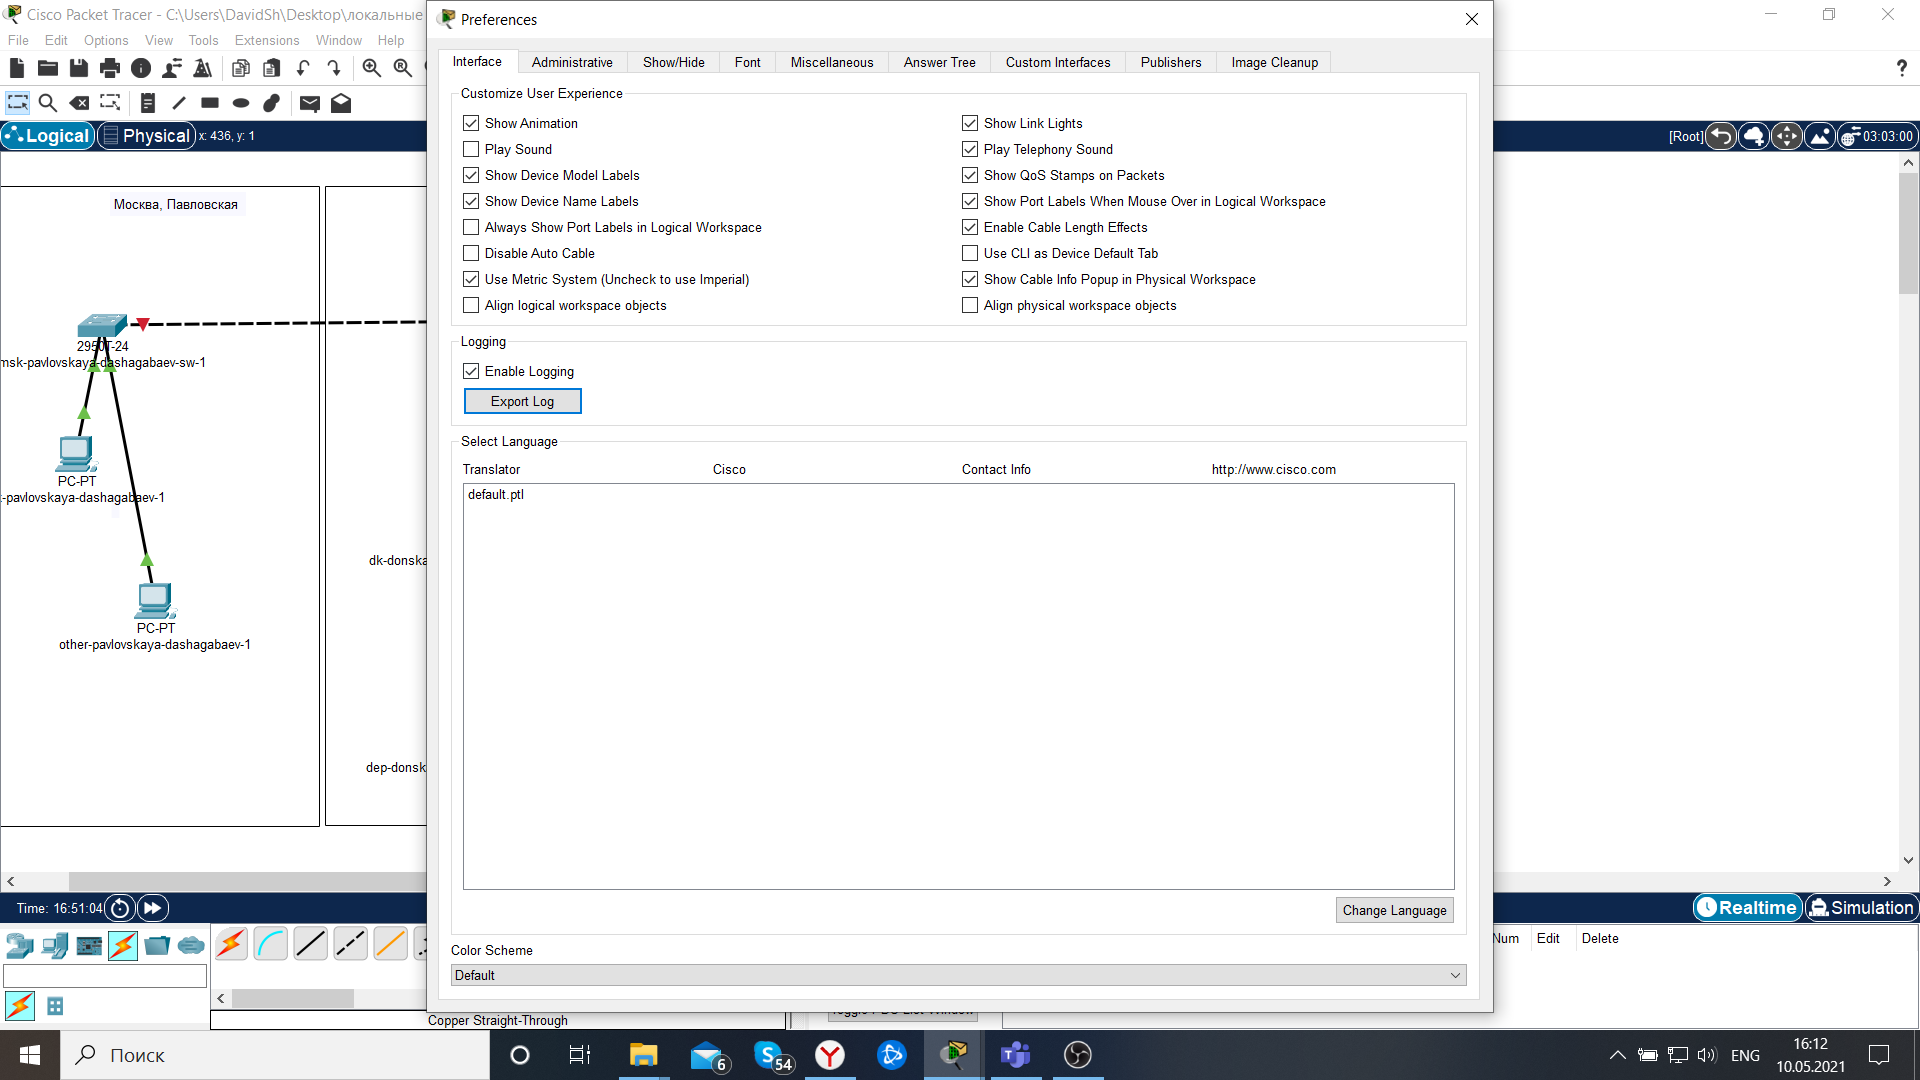 Cisco Packet Tracer - C:\Users\DavidSh\Desktop\локальные
File Edit Options View Tools Extensions Window Help
Logical Physical x: 436, y: 1
Москва, Павловская
2950T-24
msk-pavlovskaya-dashagabaev-sw-1
PC-PT
-pavlovskaya-dashagabaev-1
PC-PT
other-pavlovskaya-dashagabaev-1
dk-donska
dep-donsk
Preferences
Interface Administrative Show/Hide Font Miscellaneous Answer Tree Custom Interfaces Publishers Image Cleanup
Customize User Experience
Show Animation
Show Link Lights
Play Sound
Play Telephony Sound
Show Device Model Labels
Show QoS Stamps on Packets
Show Device Name Labels
Show Port Labels When Mouse Over in Logical Workspace
Always Show Port Labels in Logical Workspace
Enable Cable Length Effects
Disable Auto Cable
Use CLI as Device Default Tab
Use Metric System (Uncheck to use Imperial)
Show Cable Info Popup in Physical Workspace
Align logical workspace objects
Align physical workspace objects
Logging
Enable Logging
Export Log
Select Language
Translator Cisco Contact Info http://www.cisco.com
default.ptl
Change Language
Color Scheme
Default
?
[Root] 03:03:00
Time: 16:51:04
Realtime Simulation
Num Edit Delete
Copper Straight-Through
Поиск
6
54
ENG
16:12
10.05.2021